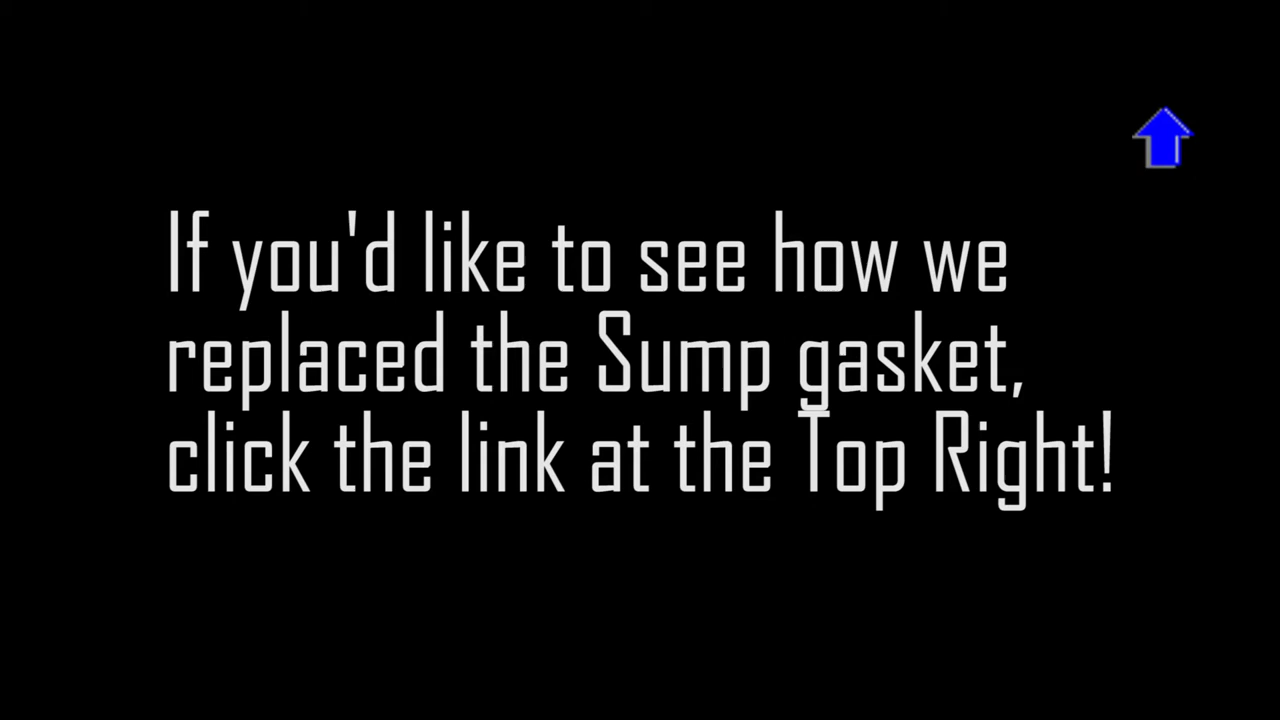 If you'd like to see how we
replaced the Sump gasket,
click the link at the Top Right!